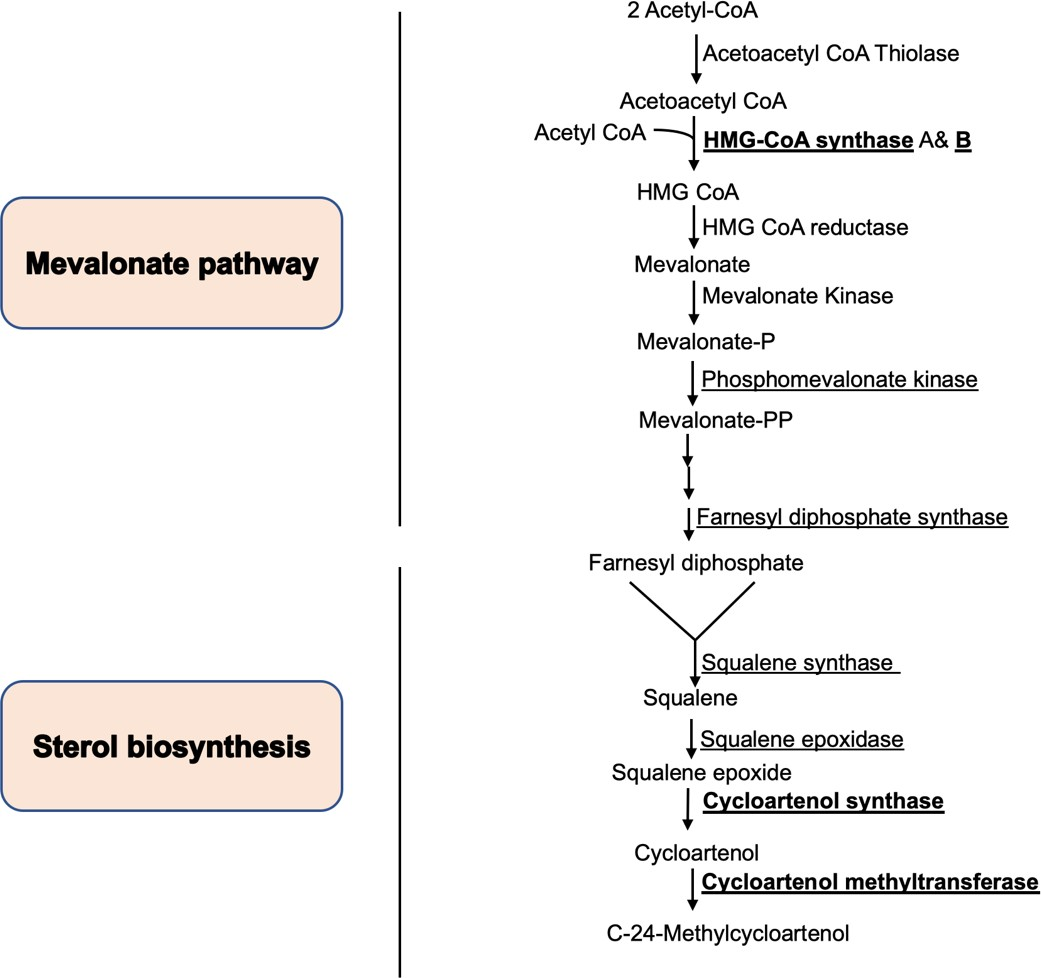 2 Acetyl-CoA
Acetoacetyl CoA Thiolase
Acetoacetyl CoA
Acetyl CoA
HMG-CoA synthase A& B
HMG CoA
HMG CoA reductase
Mevalonate pathway
Mevalonate
Mevalonate Kinase
Mevalonate-P
Phosphomevalonate kinase
Mevalonate-PP
Farnesyl diphosphate synthase
Farnesyl diphosphate
Squalene synthase
Squalene
Squalene epoxidase
Sterol biosynthesis
Squalene epoxide
Cycloartenol synthase
Cycloartenol
Cycloartenol methyltransferase
C-24-Methylcycloartenol